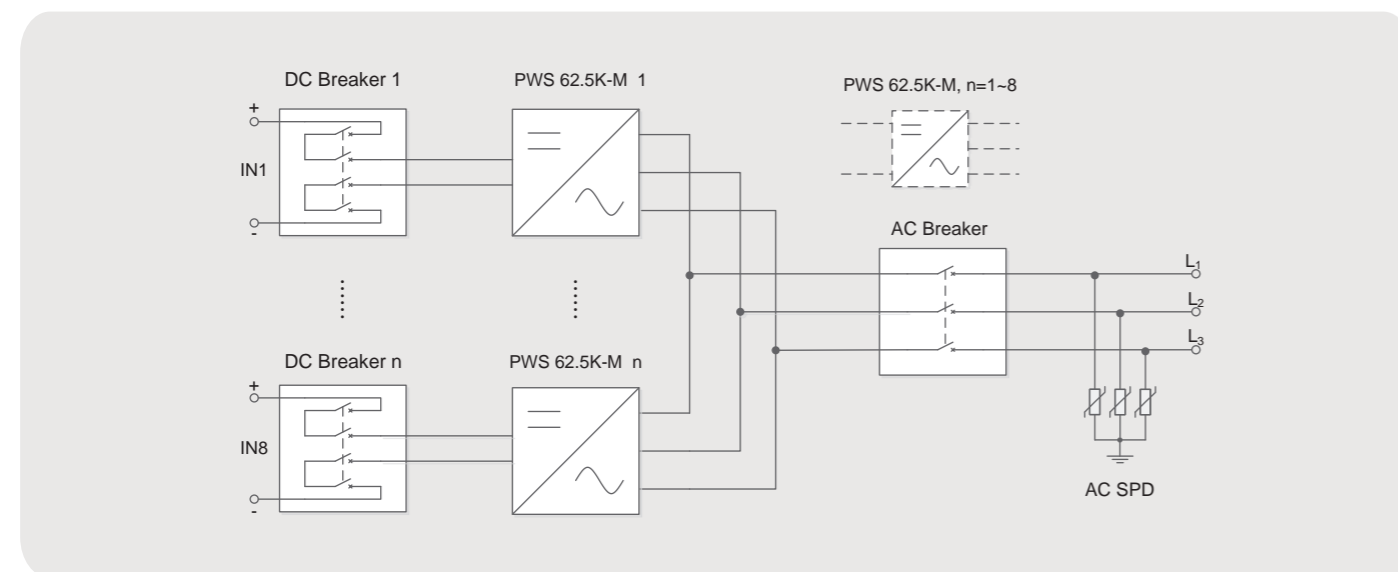 DC Breaker 1
PWS 62.5K-M 1
PWS 62.5K-M, n=1~8
+
IN1
-
AC Breaker
L1
L2
L3
DC Breaker n
PWS 62.5K-M n
+
IN8
-
AC SPD